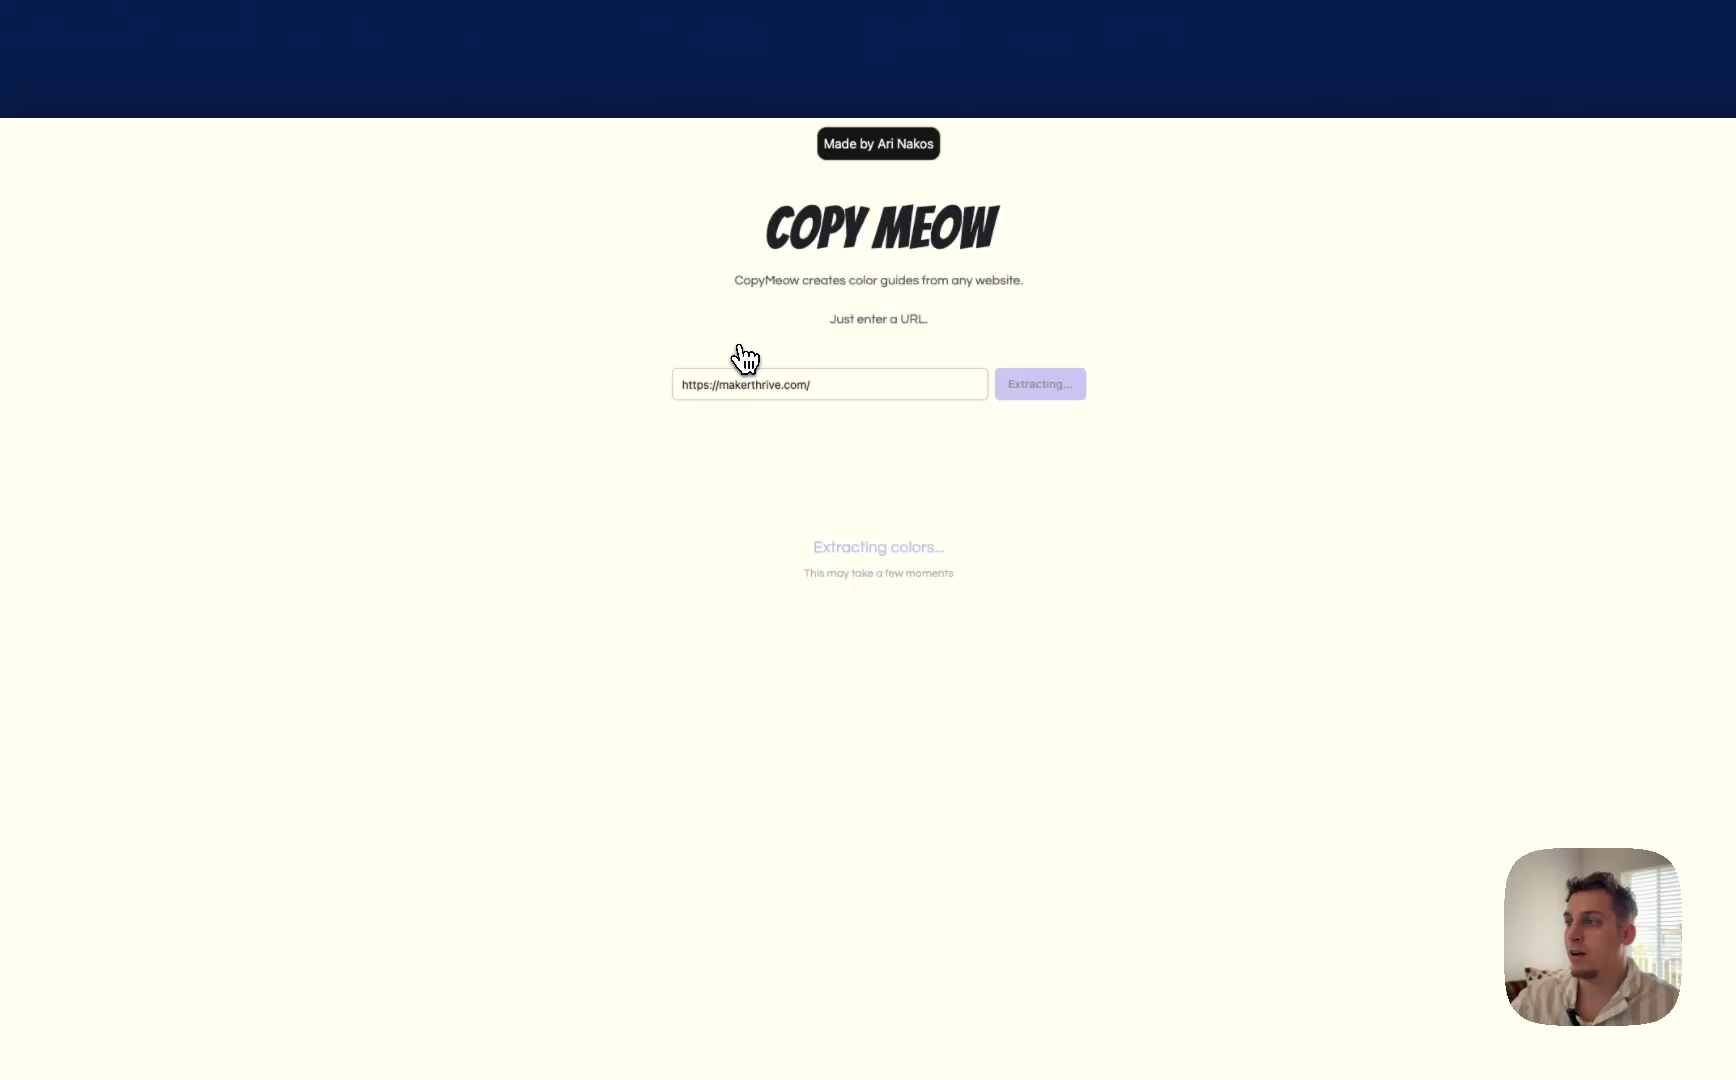 Made by Ari Nakos
COPY MEOW
CopyMeow creates color guides from any website.
Just enter a URL.
https://makerthrive.com/
Extracting...
Extracting colors...
This may take a few moments